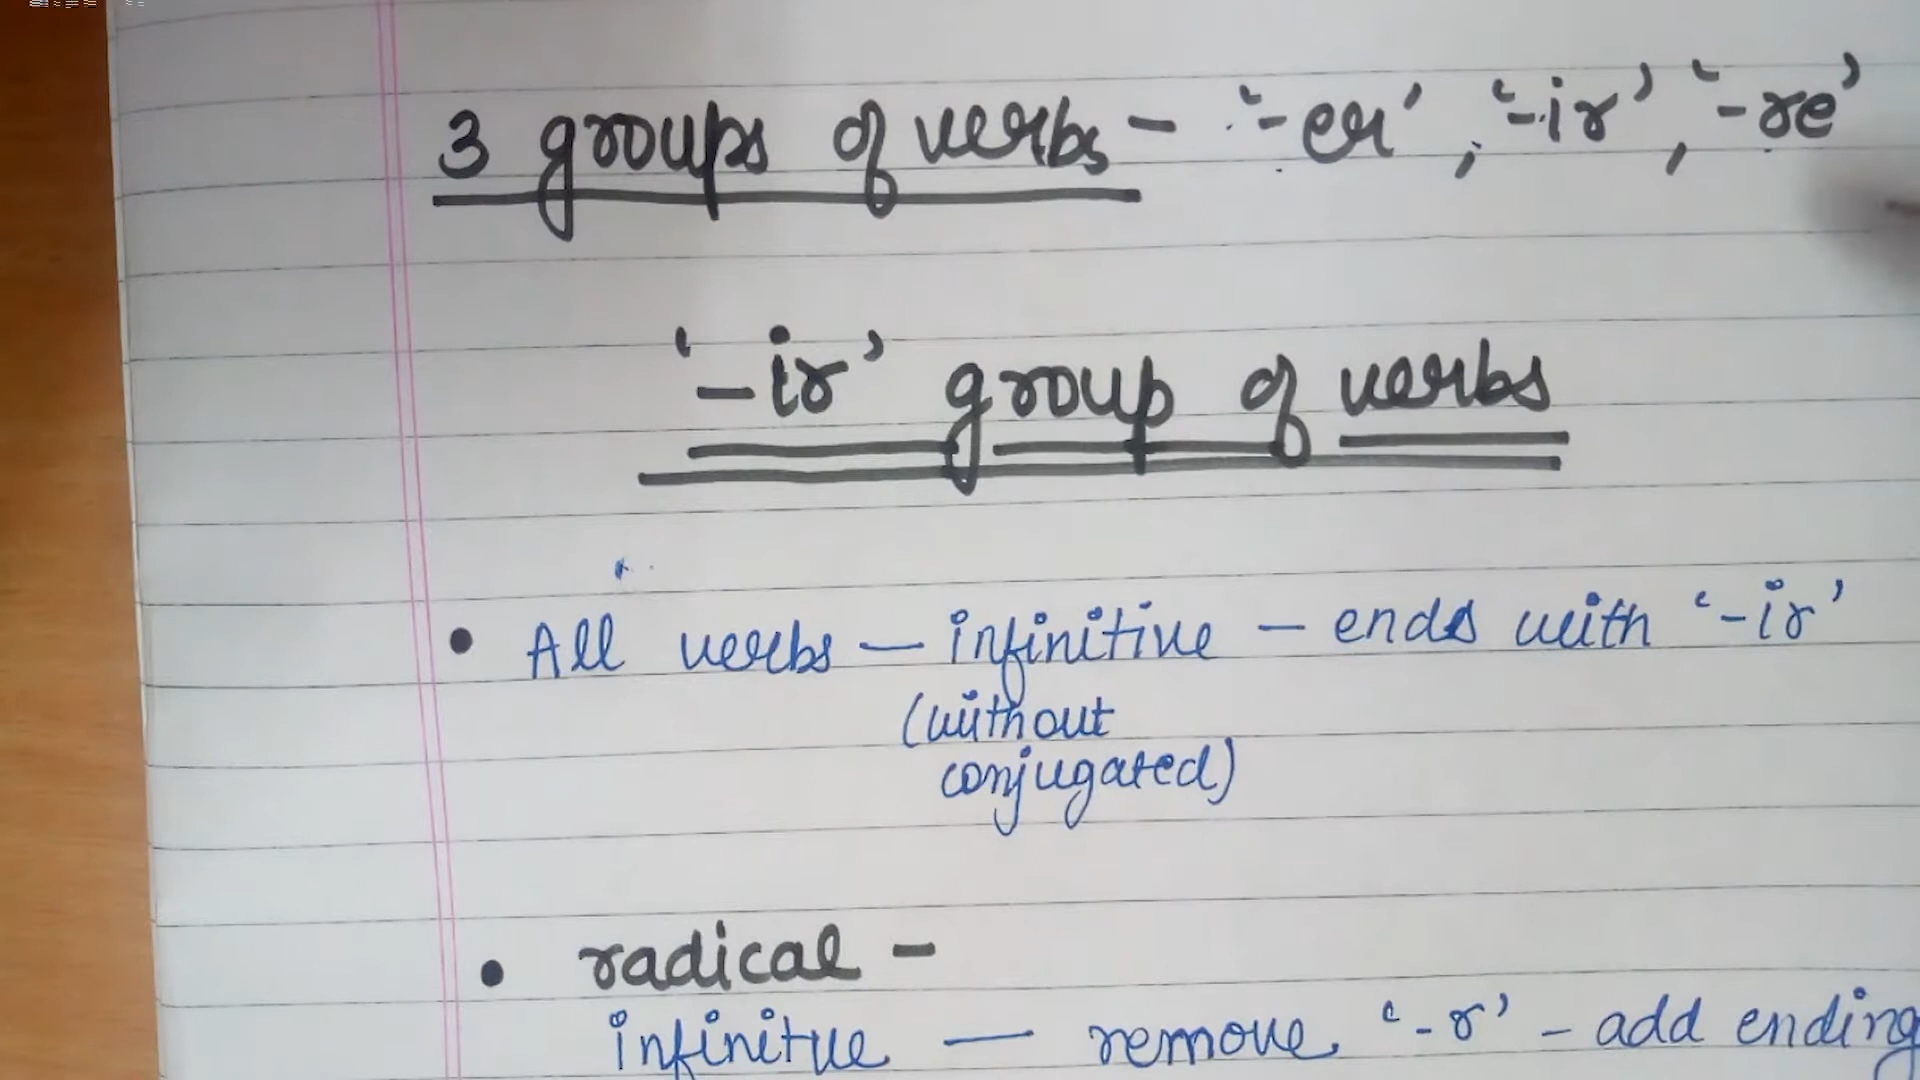 3 groups of verbs - '-er', '-ir', '-re'
'-ir' group of verbs
• All verbs — infinitive — ends with '-ir'
(without
conjugated)
• radical -
infinitve — remove '-r' - add ending